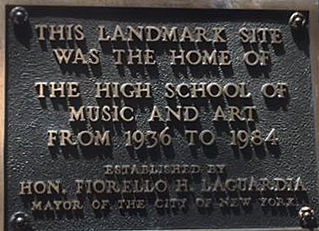 THIS LANDMARK SITE
WAS THE HOME OF
THE HIGH SCHOOL OF
MUSIC AND ART
FROM 1936 TO 1984
ESTABLISHED BY
HON. FIORELLO H. LAGUARDIA
MAYOR OF THE CITY OF NEW YORK